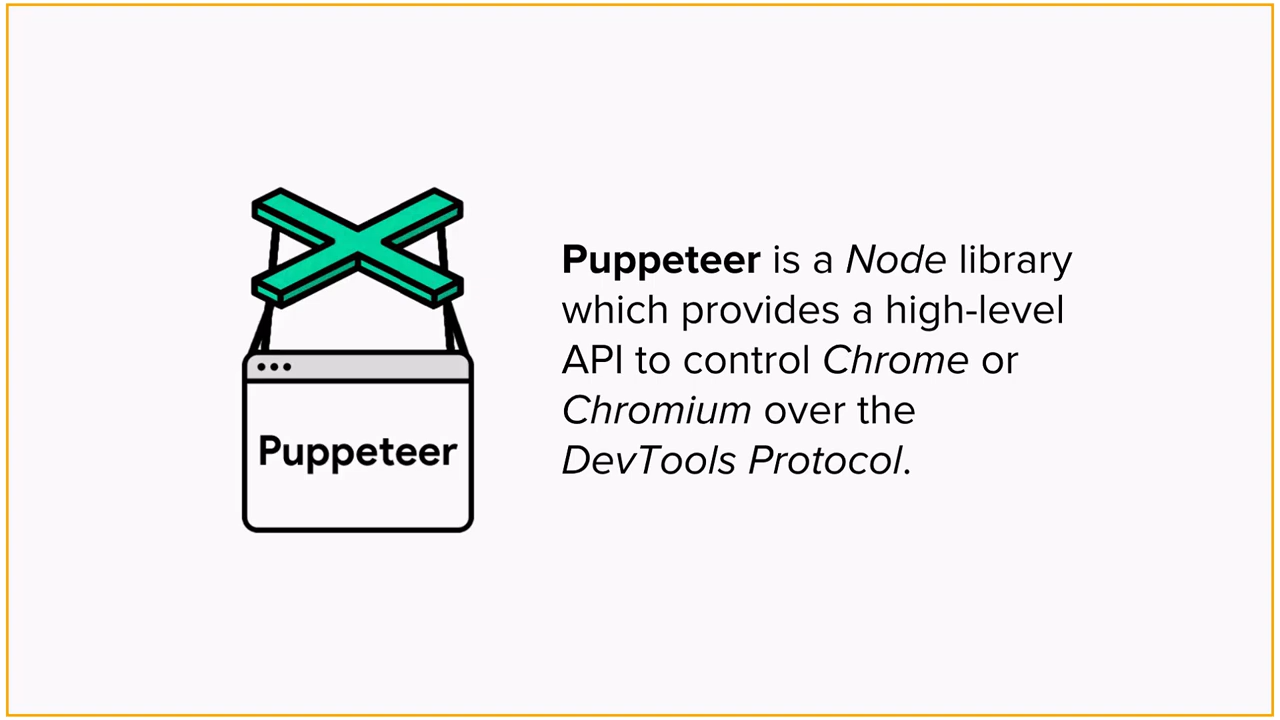 Puppeteer
Puppeteer is a Node library
which provides a high-level
API to control Chrome or
Chromium over the
DevTools Protocol.